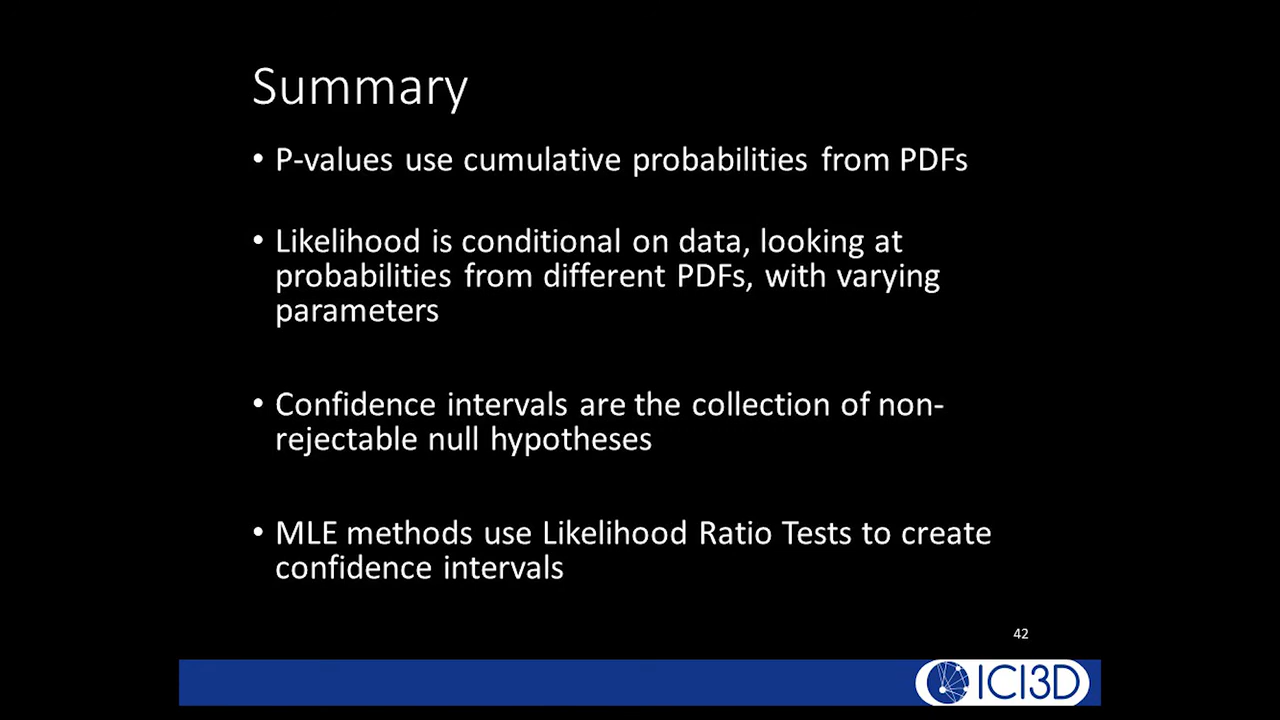 Summary
• P-values use cumulative probabilities from PDFs
• Likelihood is conditional on data, looking at
probabilities from different PDFs, with varying
parameters
• Confidence intervals are the collection of non-
rejectable null hypotheses
• MLE methods use Likelihood Ratio Tests to create
confidence intervals
42
ICI3D